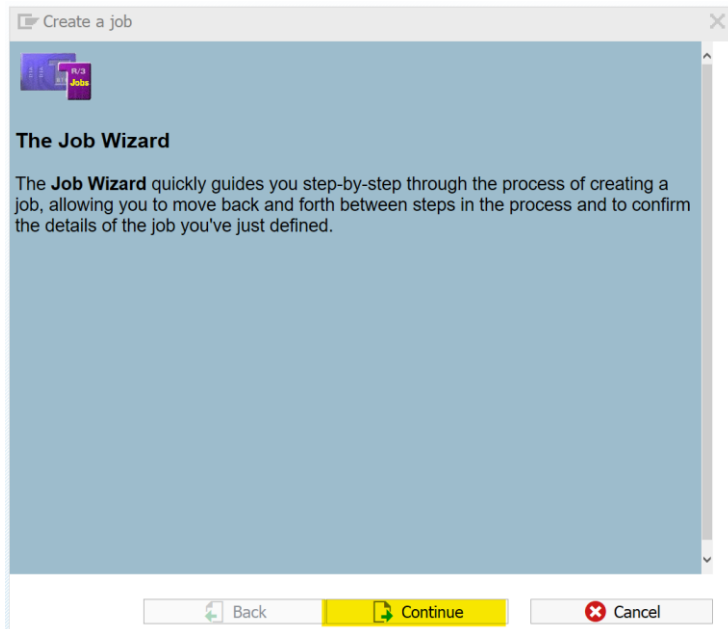 Create a job
R/3
Jobs
The Job Wizard
The Job Wizard quickly guides you step-by-step through the process of creating a
job, allowing you to move back and forth between steps in the process and to confirm
the details of the job you've just defined.
Back
Continue
Cancel